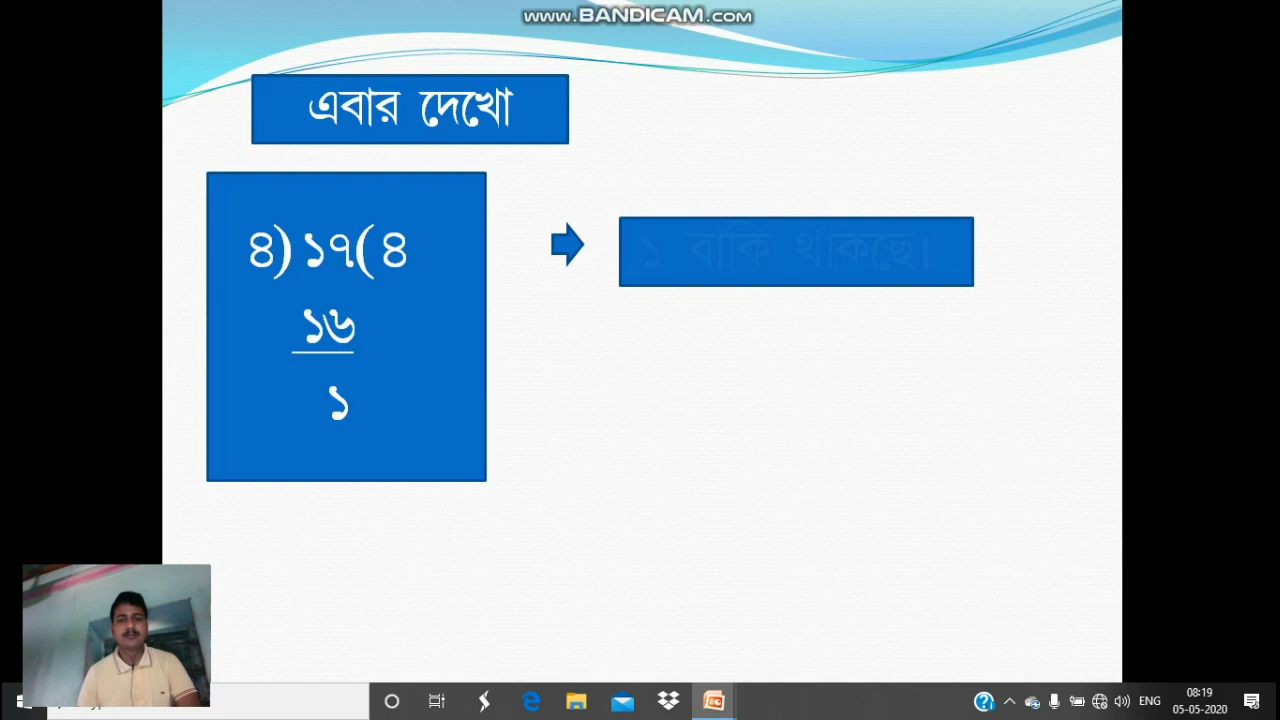 www.BANDICAM.com
এবার দেখো
৪) ১৭(৪
১৬
১
১ বাকি থাকছে।
ENG
08:19
05-05-2020